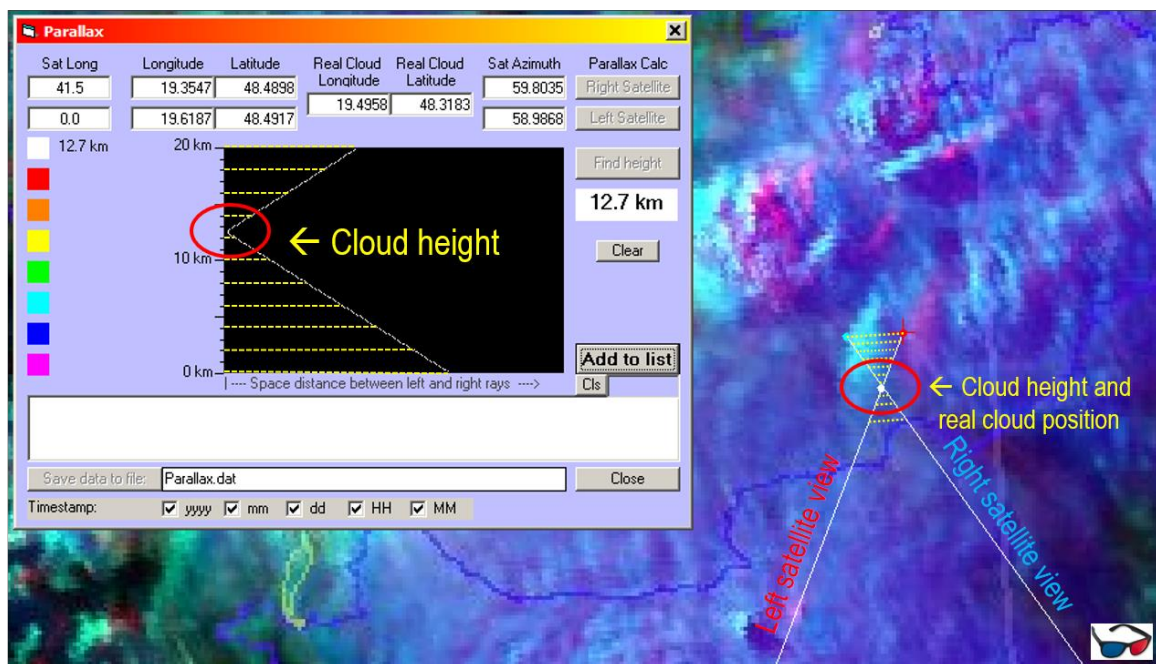 Parallax
Sat Long Longitude Latitude Real Cloud Longitude Real Cloud Latitude Sat Azimuth Parallax Calc
41.5 19.3547 48.4898 19.4958 48.3183 59.8035 Right Satellite
0.0 19.6187 48.4917 58.9868 Left Satellite
12.7 km
20 km
Find height
12.7 km
← Cloud height
10 km
Clear
0 km
|---- Space distance between left and right rays ---->
Add to list
Cls
Save data to file: Parallax.dat Close
Timestamp: yyyy mm dd HH MM
← Cloud height and
real cloud position
Left satellite view
Right satellite view